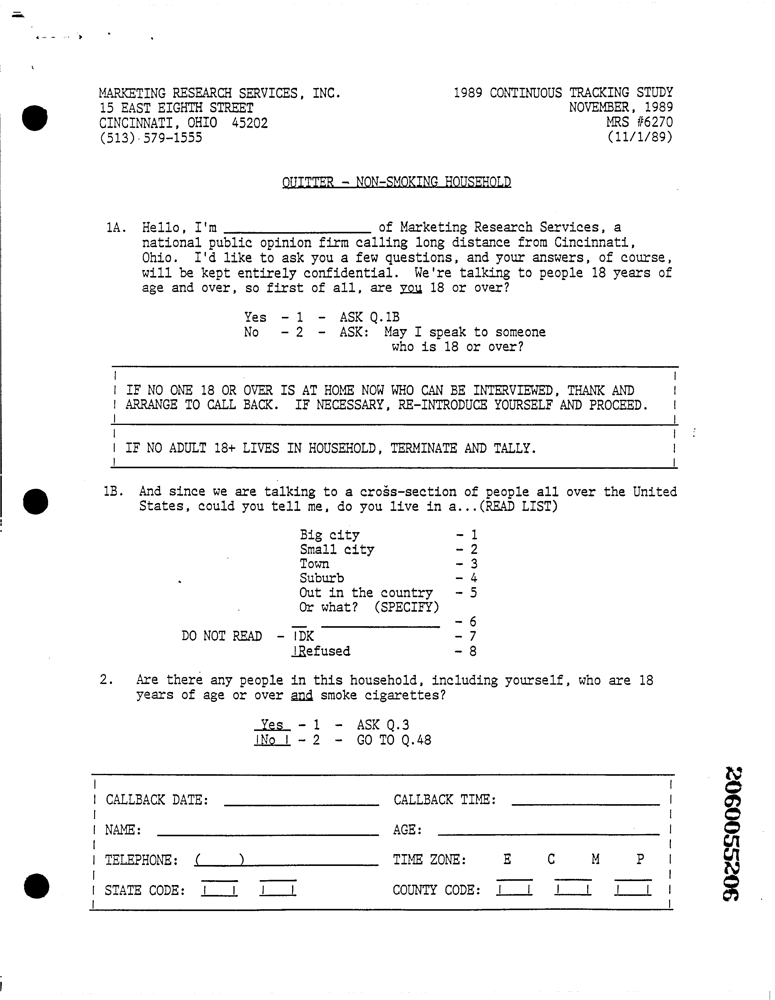 MARKETING RESEARCH SERVICES, INC. 1989 CONTINUOUS TRACKING STUDY
15 EAST EIGHTH STREET NOVEMBER, 1989
CINCINNATI, OHIO 45202 MRS #6270
(513) 579-1555 (11/1/89)
QUITTER - NON-SMOKING HOUSEHOLD
1A. Hello, I'm ____________________ of Marketing Research Services, a
national public opinion firm calling long distance from Cincinnati,
Ohio. I'd like to ask you a few questions, and your answers, of course,
will be kept entirely confidential. We're talking to people 18 years of
age and over, so first of all, are you 18 or over?
Yes - 1 - ASK Q.1B
No - 2 - ASK: May I speak to someone
who is 18 or over?
IF NO ONE 18 OR OVER IS AT HOME NOW WHO CAN BE INTERVIEWED, THANK AND
ARRANGE TO CALL BACK. IF NECESSARY, RE-INTRODUCE YOURSELF AND PROCEED.
IF NO ADULT 18+ LIVES IN HOUSEHOLD, TERMINATE AND TALLY.
1B. And since we are talking to a cross-section of people all over the United
States, could you tell me, do you live in a...(READ LIST)
Big city - 1
Small city - 2
Town - 3
Suburb - 4
Out in the country - 5
Or what? (SPECIFY)
____________________ - 6
DO NOT READ - DK - 7
Refused - 8
2. Are there any people in this household, including yourself, who are 18
years of age or over and smoke cigarettes?
Yes - 1 - ASK Q.3
No - 2 - GO TO Q.48
CALLBACK DATE: ____________________ CALLBACK TIME: ____________________
NAME: ____________________ AGE: ____________________
TELEPHONE: ( ) ____________________ TIME ZONE: E C M P
STATE CODE: COUNTY CODE:
2060055206